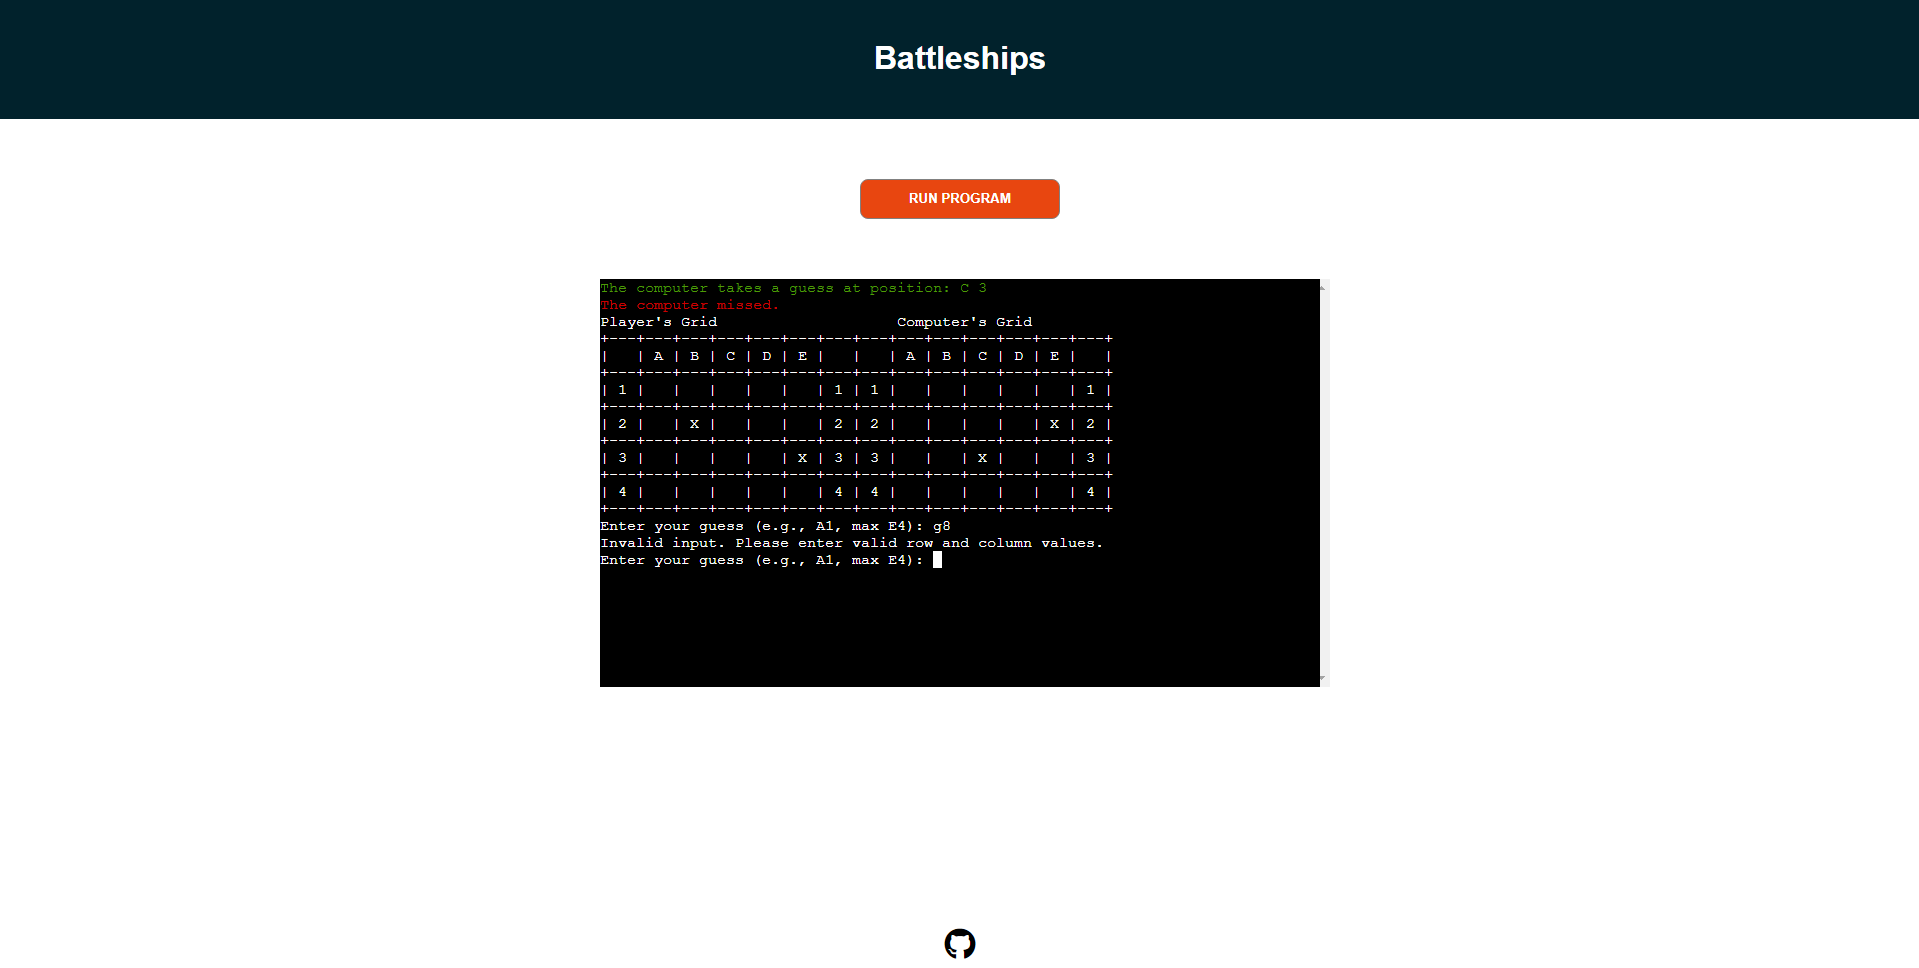 Battleships
RUN PROGRAM
The computer takes a guess at position: C 3
The computer missed.
Player's Grid                    Computer's Grid
+---+---+---+---+---+---+---+---+---+---+---+---+---+---+
|   | A | B | C | D | E |   |   | A | B | C | D | E |   |
+---+---+---+---+---+---+---+---+---+---+---+---+---+---+
| 1 |   |   |   |   |   | 1 | 1 |   |   |   |   |   | 1 |
+---+---+---+---+---+---+---+---+---+---+---+---+---+---+
| 2 |   | X |   |   |   | 2 | 2 |   |   |   |   | X | 2 |
+---+---+---+---+---+---+---+---+---+---+---+---+---+---+
| 3 |   |   |   |   | X | 3 | 3 |   |   | X |   |   | 3 |
+---+---+---+---+---+---+---+---+---+---+---+---+---+---+
| 4 |   |   |   |   |   | 4 | 4 |   |   |   |   |   | 4 |
+---+---+---+---+---+---+---+---+---+---+---+---+---+---+
Enter your guess (e.g., A1, max E4): g8
Invalid input. Please enter valid row and column values.
Enter your guess (e.g., A1, max E4):